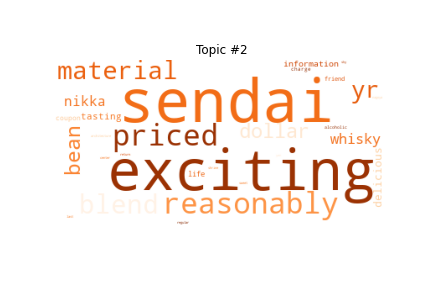 Topic #2
information
charge
material
friend
sendai
yr
nikka
coupon
tasting
dollar
alcoholic
priced
whisky
bean
exciting
delicious
life
blend
reasonably
regular